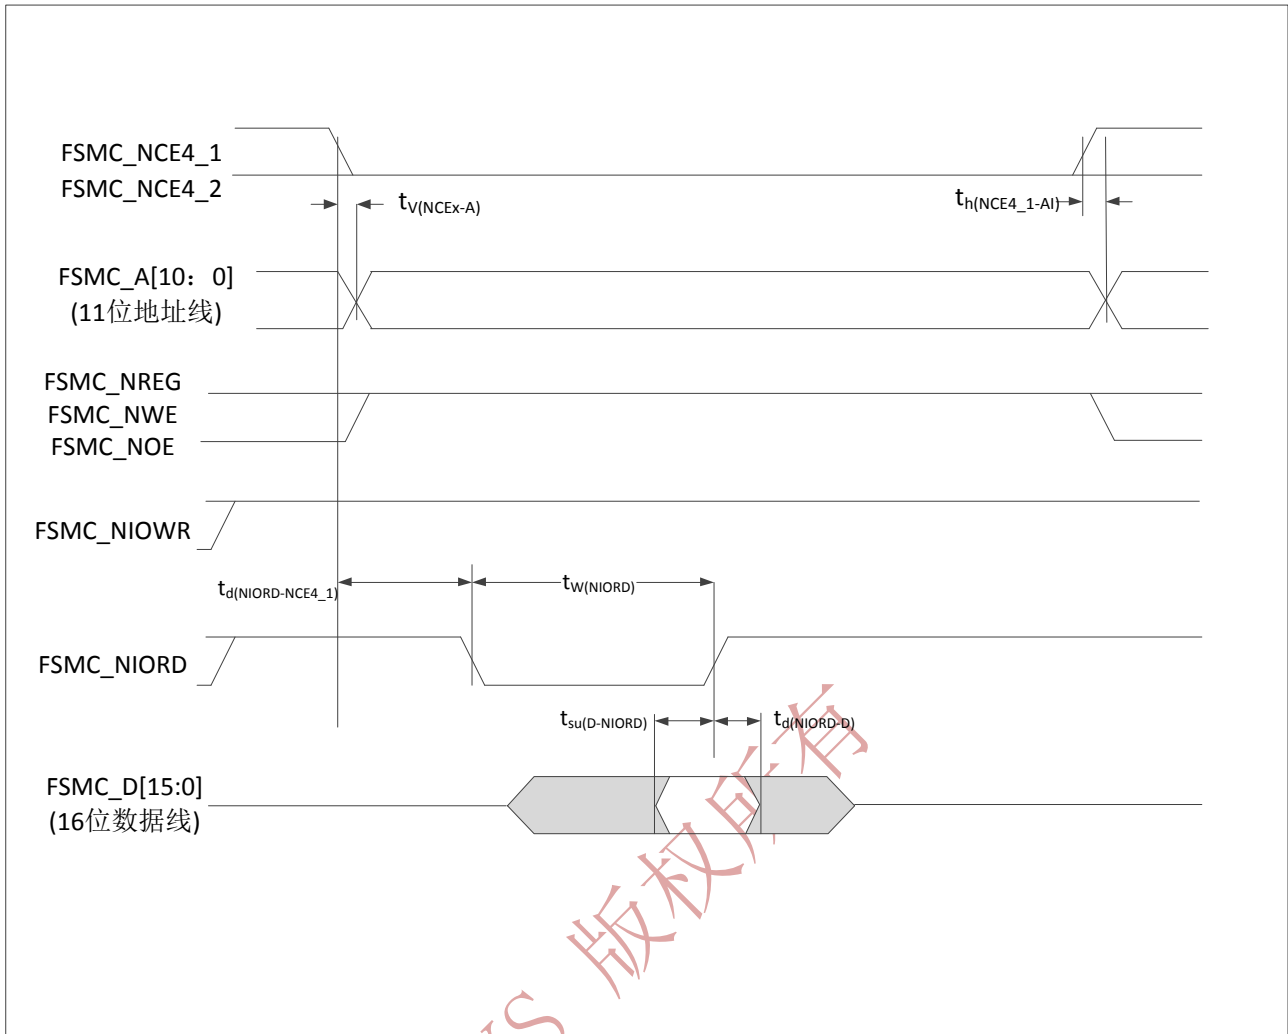 FSMC_NCE4_1
FSMC_NCE4_2
tV(NCEx-A)
th(NCE4_1-AI)
FSMC_A[10：0]
(11位地址线)
FSMC_NREG
FSMC_NWE
FSMC_NOE
FSMC_NIOWR
td(NIORD-NCE4_1)
tW(NIORD)
FSMC_NIORD
tsu(D-NIORD)
td(NIORD-D)
FSMC_D[15:0]
(16位数据线)
版权所有